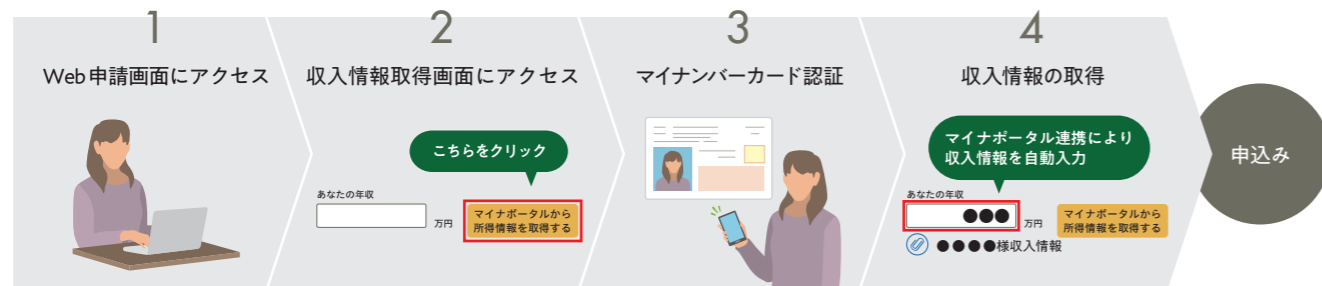 1
Web申請画面にアクセス
2
収入情報取得画面にアクセス
こちらをクリック
あなたの年収
万円
マイナポータルから
所得情報を取得する
3
マイナンバーカード認証
4
収入情報の取得
マイナポータル連携により
収入情報を自動入力
あなたの年収
●●●
万円
マイナポータルから
所得情報を取得する
●●●●様収入情報
申込み